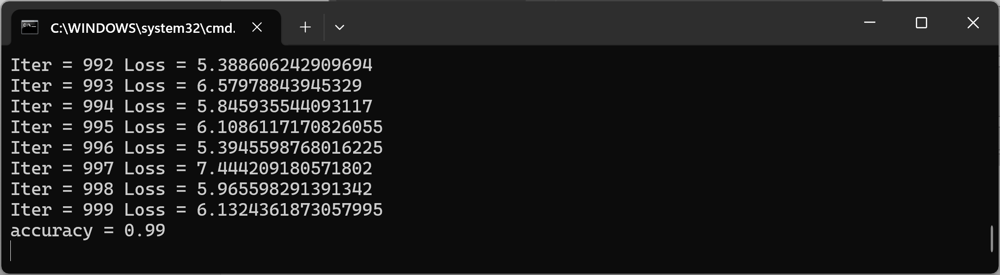 C:\WINDOWS\system32\cmd.
Iter = 992 Loss = 5.388606242909694
Iter = 993 Loss = 6.57978843945329
Iter = 994 Loss = 5.845935544093117
Iter = 995 Loss = 6.1086117170826055
Iter = 996 Loss = 5.3945598768016225
Iter = 997 Loss = 7.444209180571802
Iter = 998 Loss = 5.965598291391342
Iter = 999 Loss = 6.1324361873057995
accuracy = 0.99